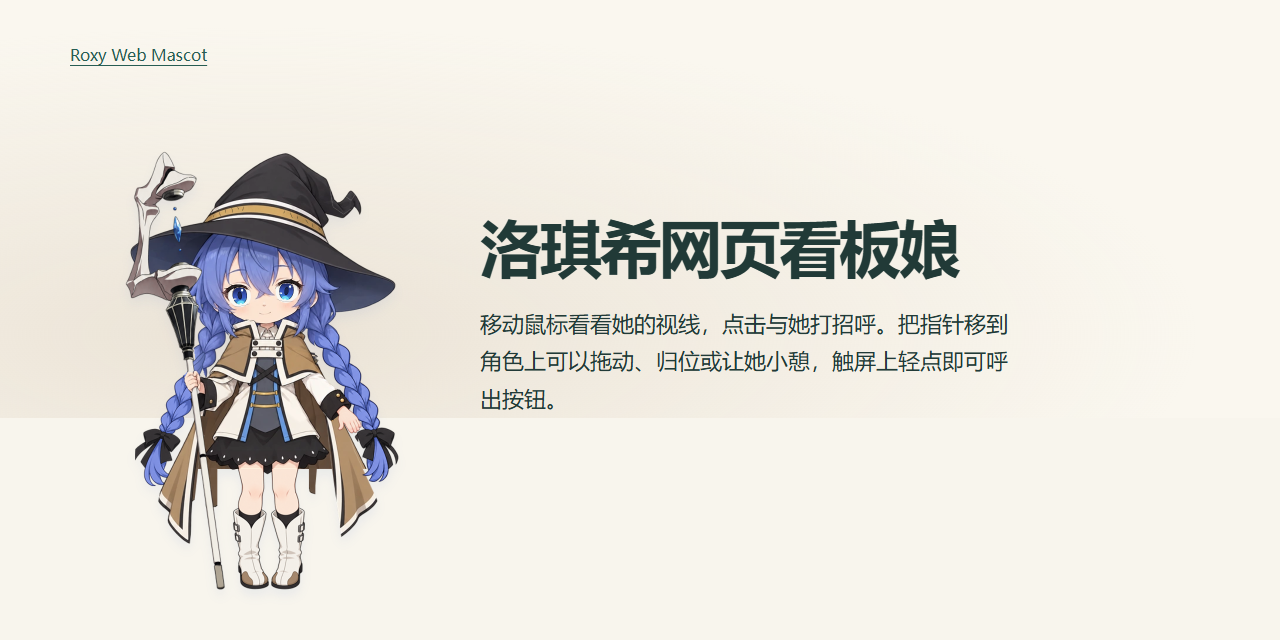 Roxy Web Mascot
洛琪希网页看板娘
移动鼠标看看她的视线，点击与她打招呼。把指针移到
角色上可以拖动、归位或让她小憩，触屏上轻点即可呼
出按钮。